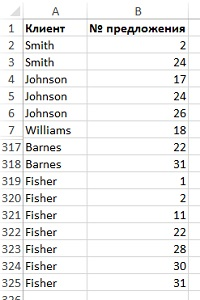 A B
1 Клиент № предложения
2 Smith 2
3 Smith 24
4 Johnson 17
5 Johnson 24
6 Johnson 26
7 Williams 18
317 Barnes 22
318 Barnes 31
319 Fisher 1
320 Fisher 2
321 Fisher 11
322 Fisher 22
323 Fisher 28
324 Fisher 30
325 Fisher 31